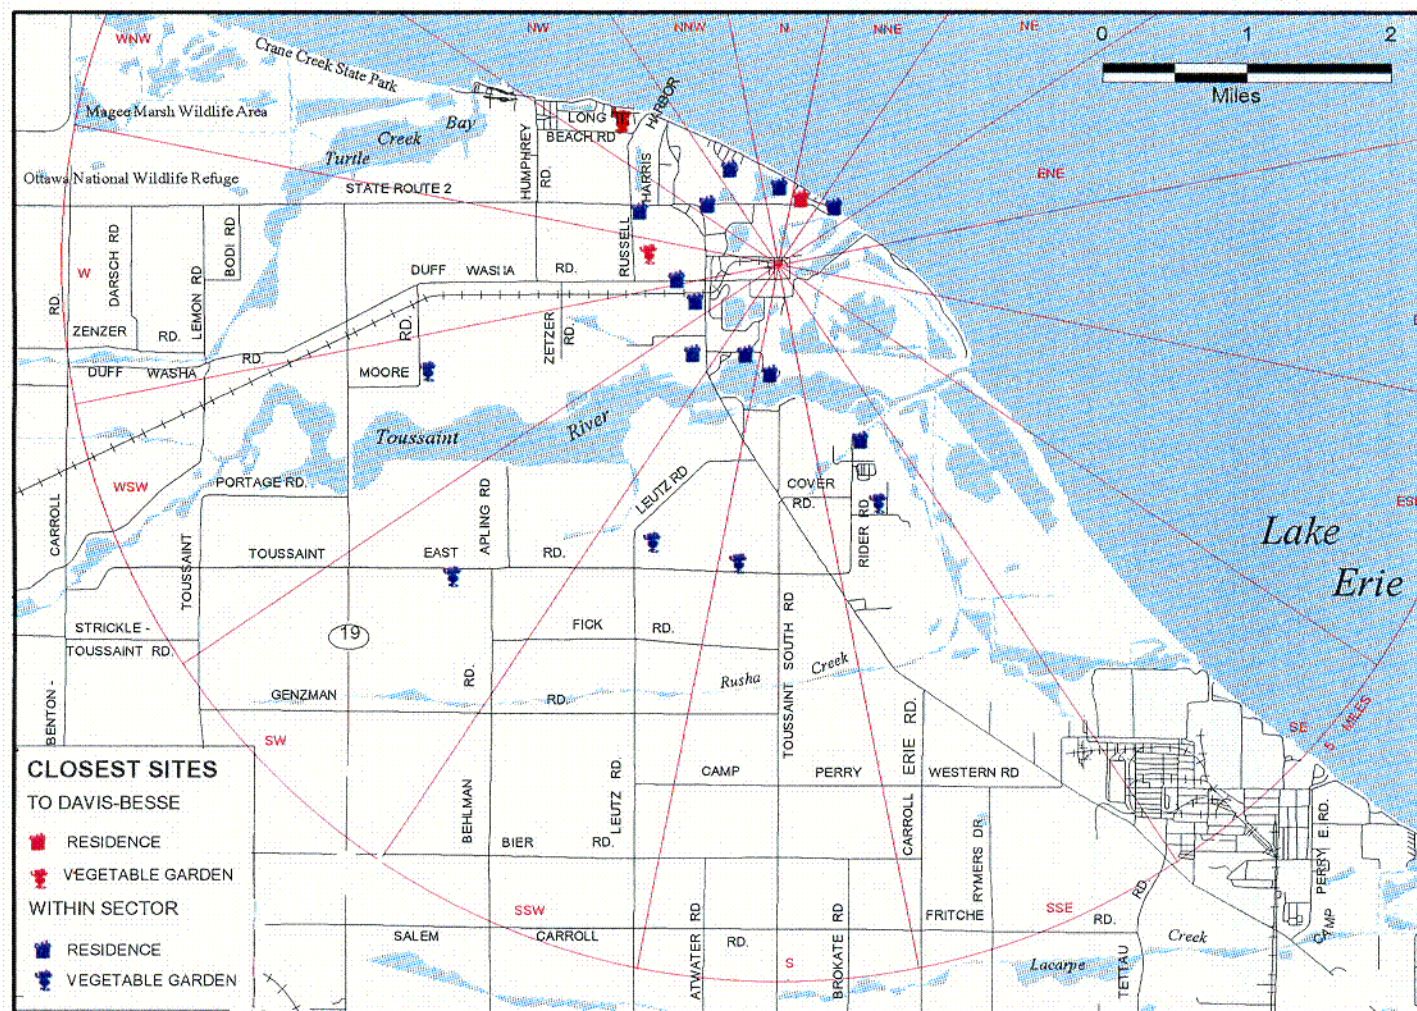 WNW
NW
NNW
N
NNE
NE
0 1 2
Miles
Crane Creek State Park
Magee Marsh Wildlife Area
Turtle Creek Bay
Ottawa National Wildlife Refuge
LONG
BEACH RD
HARBOR
HUMPHREY RD.
HARRIS
STATE ROUTE 2
ENE
RUSSELL
W
DARSCH RD
LEMON RD
BODI RD
DUFF WASHA RD.
RD.
ZENZER RD.
DUFF WASHA RD.
MOORE
RD.
ZETZER RD.
Toussaint River
WSW
PORTAGE RD.
LEUTZ RD
COVER RD.
RIDER RD
APLING RD
CARROLL
TOUSSAINT
TOUSSAINT EAST RD.
Lake
Erie
STRICKLE -
TOUSSAINT RD.
19
FICK RD.
TOUSSAINT SOUTH RD
Rusha Creek
GENZMAN RD.
BENTON -
SW
RD.
BEHLMAN
LEUTZ RD.
CAMP PERRY WESTERN RD
CARROLL ERIE RD.
SE
5 MILES
BIER RD.
RYMERS DR.
PERRY E.RD.
CAMP
SSW
S
SSE
SALEM CARROLL RD.
ATWATER RD
BROKATE RD
FRITCHE RD.
TETTAU RD
Lacarpe Creek
CLOSEST SITES
TO DAVIS-BESSE
RESIDENCE
VEGETABLE GARDEN
WITHIN SECTOR
RESIDENCE
VEGETABLE GARDEN